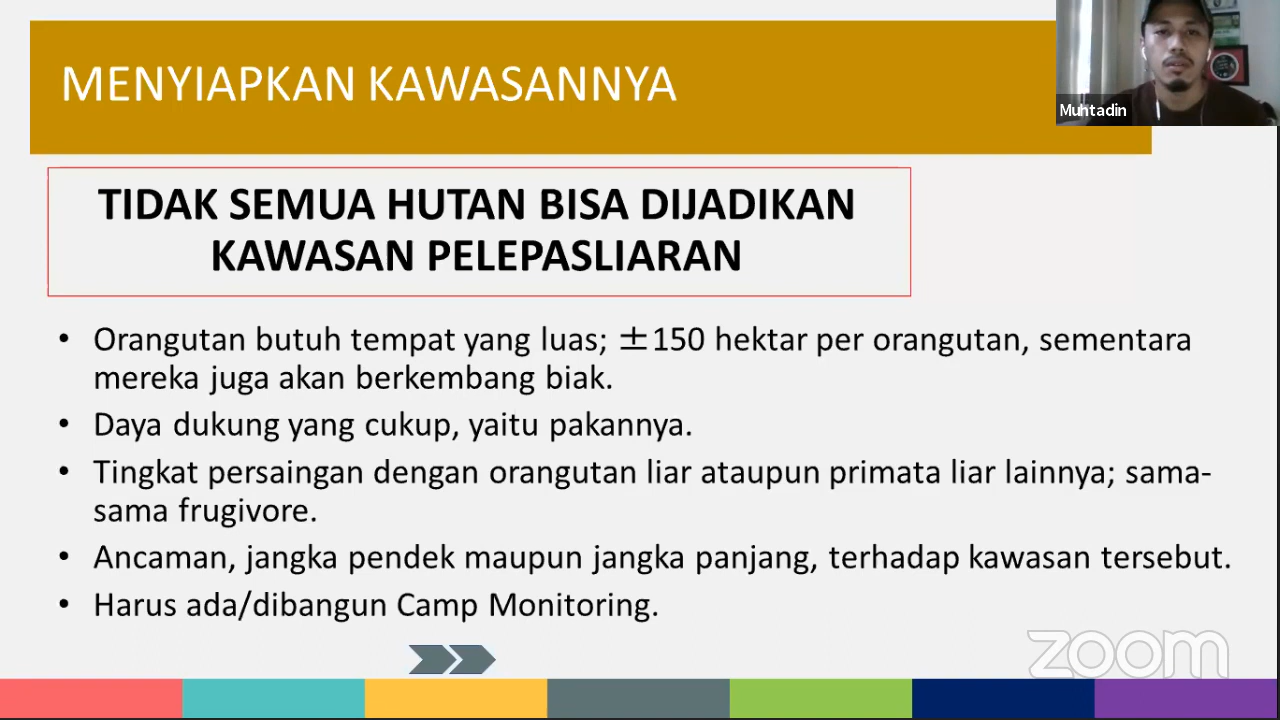 MENYIAPKAN KAWASANNYA
Muhtadin
TIDAK SEMUA HUTAN BISA DIJADIKAN
KAWASAN PELEPASLIARAN
• Orangutan butuh tempat yang luas; ±150 hektar per orangutan, sementara
mereka juga akan berkembang biak.
• Daya dukung yang cukup, yaitu pakannya.
• Tingkat persaingan dengan orangutan liar ataupun primata liar lainnya; sama-
sama frugivore.
• Ancaman, jangka pendek maupun jangka panjang, terhadap kawasan tersebut.
• Harus ada/dibangun Camp Monitoring.
zoom